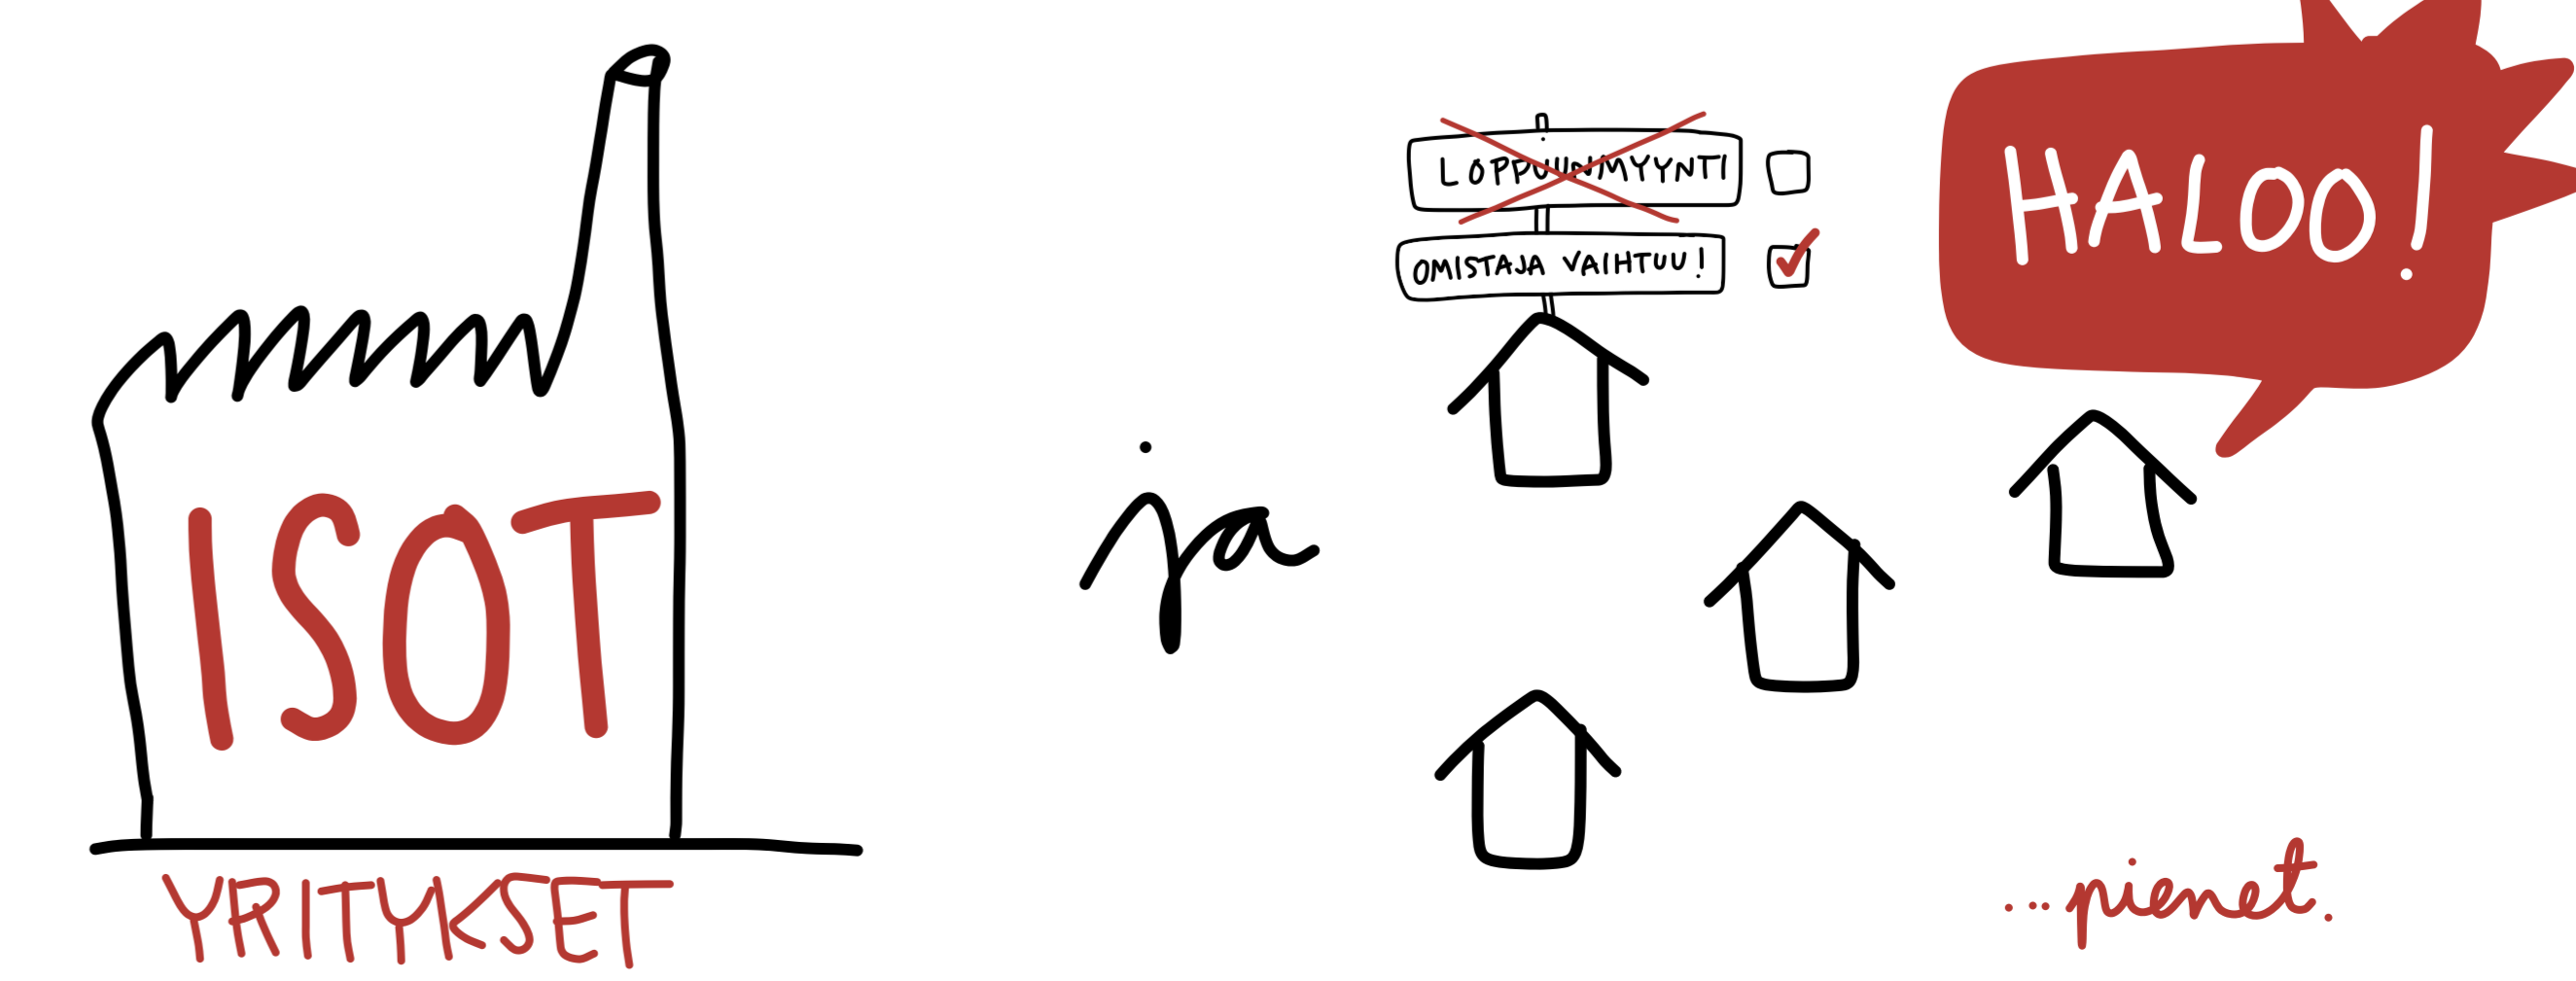 ISOT
YRITYKSET
ja
LOPPUUNMYYNTI
OMISTAJA VAIHTUU!
HALOO!
...pienet.